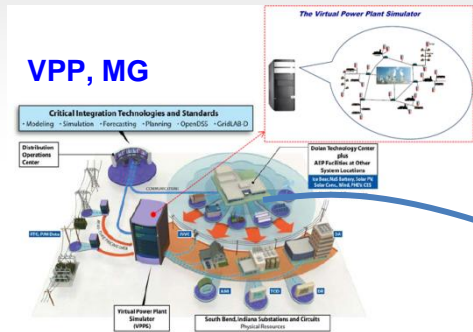 The Virtual Power Plant Simulator
VPP, MG
Critical Integration Technologies and Standards
• Modeling • Simulation • Forecasting • Planning • OpenDSS • GridLAB-D
Distribution
Operations
Center
Dolan Technology Center
plus
AEP Facilities at Other
System Locations
COMMUNICATIONS
Virtual Power Plant
Simulator
(VPPS)
South Bend, Indiana Substations and Circuits
Physical Resources